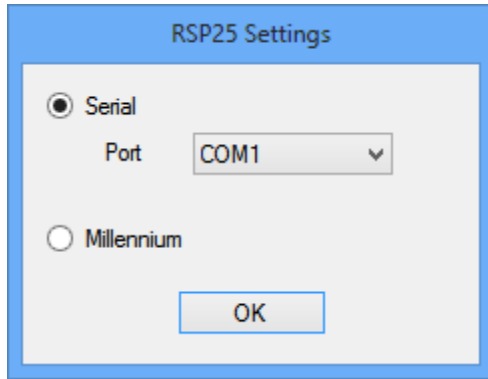 RSP25 Settings
Serial
Port COM1
Millennium
OK